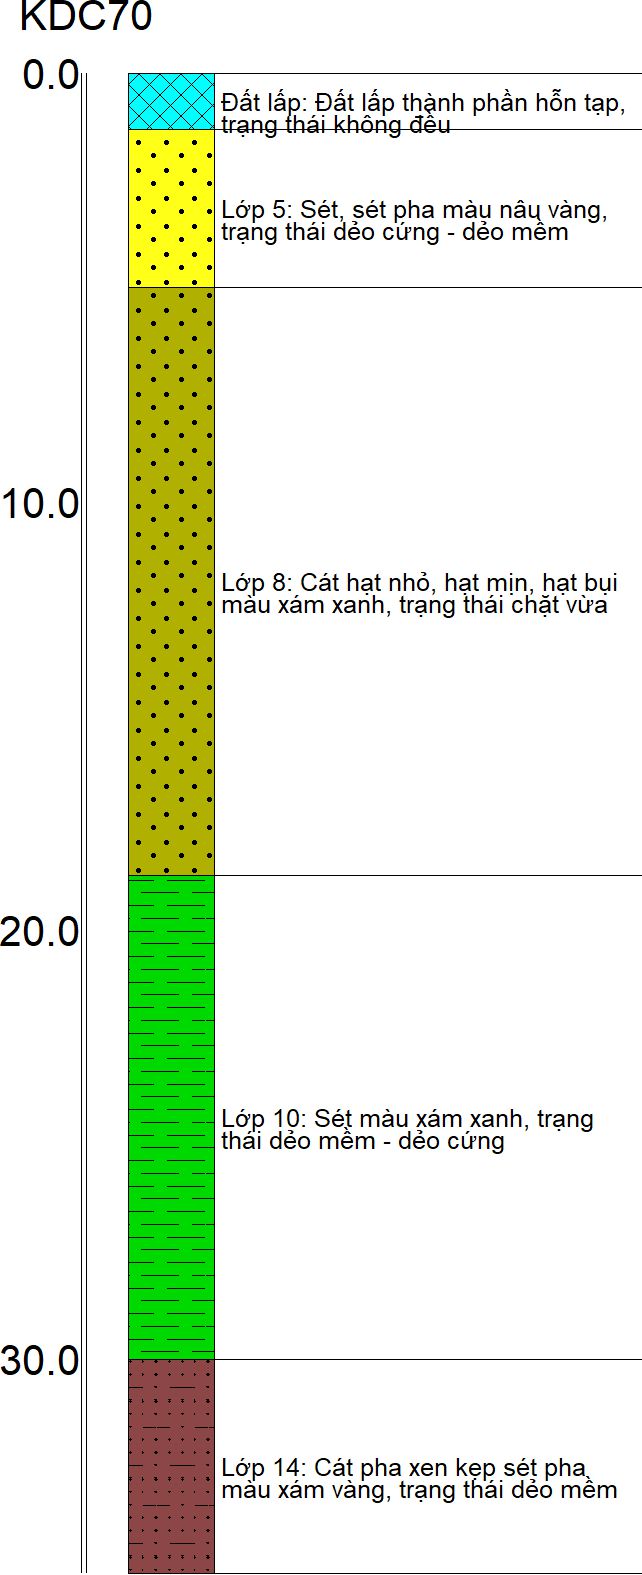 KDC70
0.0
Đất lấp: Đất lấp thành phần hỗn tạp,
trạng thái không đều
Lớp 5: Sét, sét pha màu nâu vàng,
trạng thái dẻo cứng - dẻo mềm
10.0
Lớp 8: Cát hạt nhỏ, hạt mịn, hạt bụi
màu xám xanh, trạng thái chặt vừa
20.0
Lớp 10: Sét màu xám xanh, trạng
thái dẻo mềm - dẻo cứng
30.0
Lớp 14: Cát pha xen kẹp sét pha
màu xám vàng, trạng thái dẻo mềm